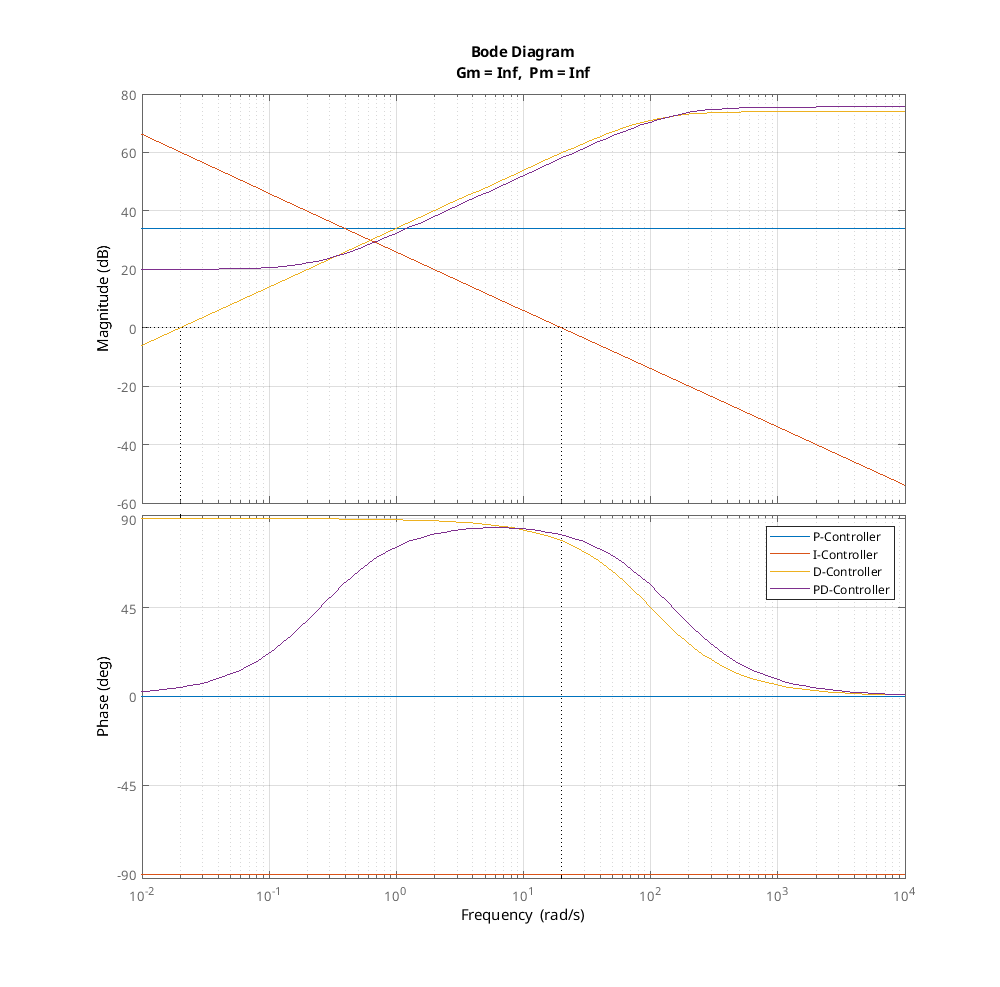 Bode Diagram
Gm = Inf, Pm = Inf
Magnitude (dB)
80
60
40
20
0
-20
-40
-60
Phase (deg)
90
45
0
-45
-90
P-Controller
I-Controller
D-Controller
PD-Controller
10^-2 10^-1 10^0 10^1 10^2 10^3 10^4
Frequency (rad/s)